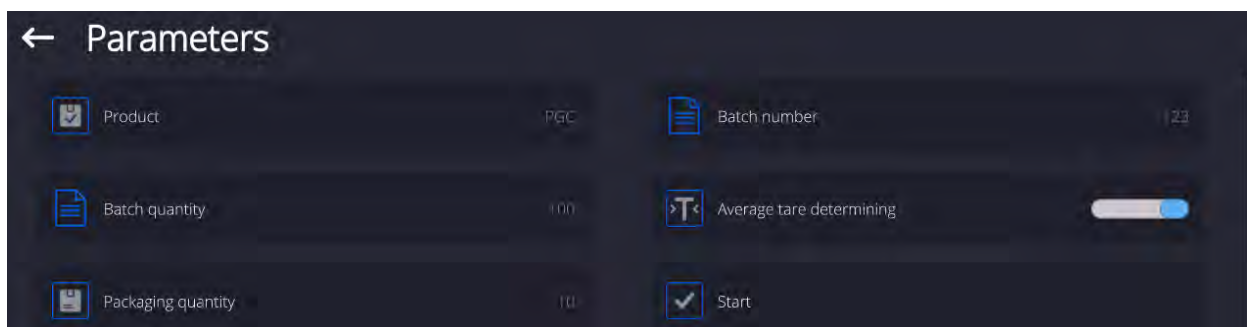 Parameters
Product PGC Batch number 123
Batch quantity 100 >T< Average tare determining
Packaging quantity 10 Start